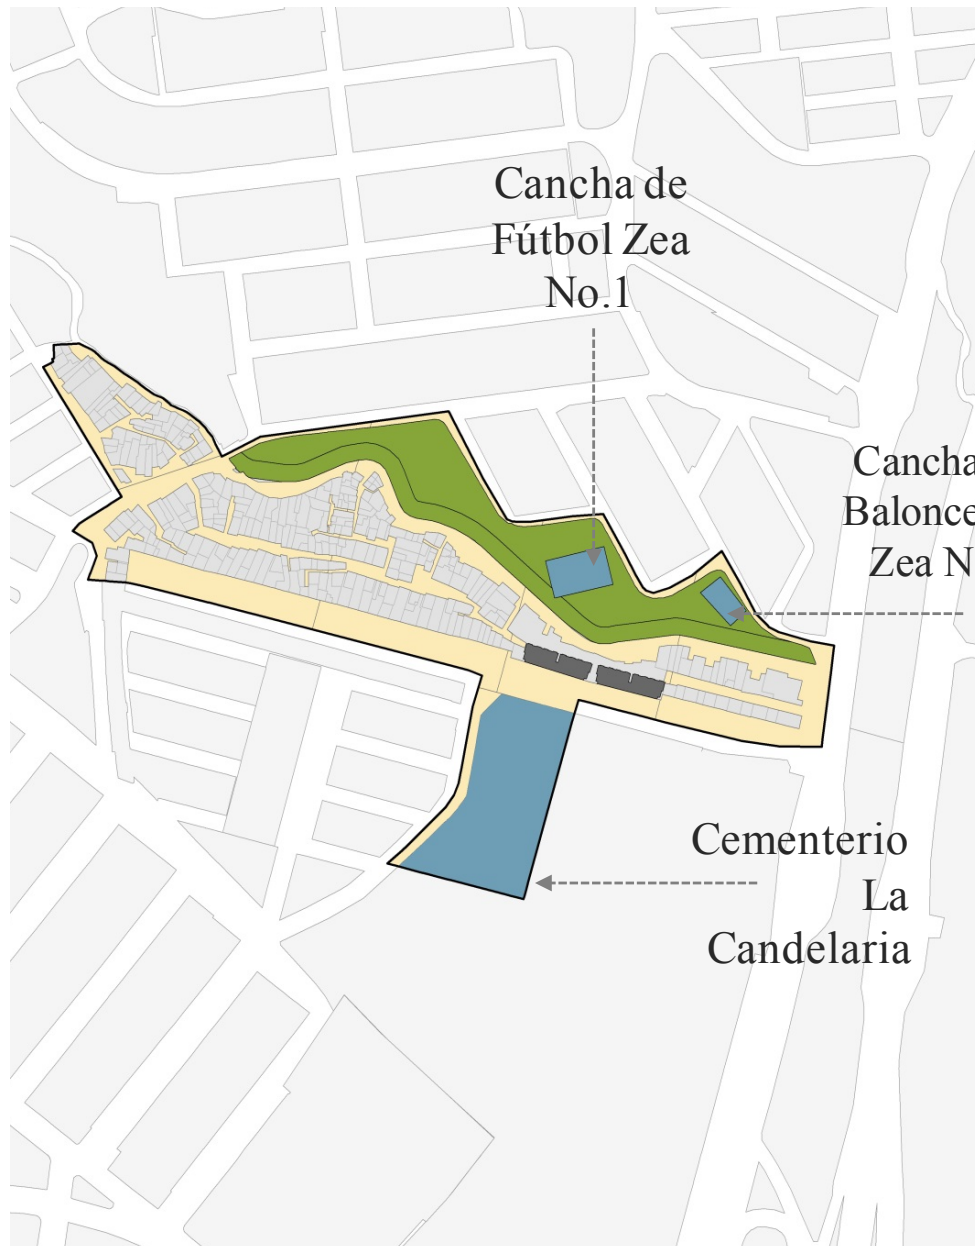 Cancha de
Fútbol Zea
No.1
Cancha
Balonce
Zea N
Cementerio
La
Candelaria